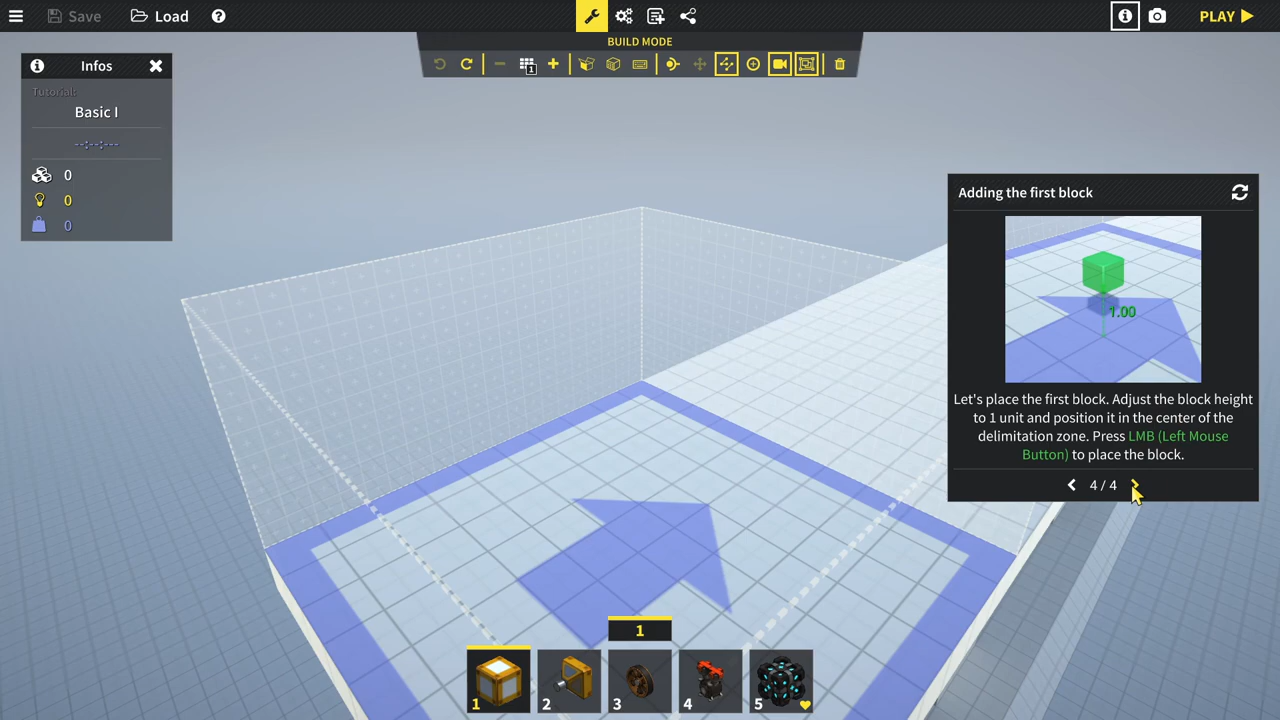 Save
Load
PLAY
BUILD MODE
1
Infos
Tutorial:
Basic I
--:--:--
0
0
0
Adding the first block
1.00
Let's place the first block. Adjust the block height
to 1 unit and position it in the center of the
delimitation zone. Press LMB (Left Mouse
Button) to place the block.
4 / 4
1
1
2
3
4
5